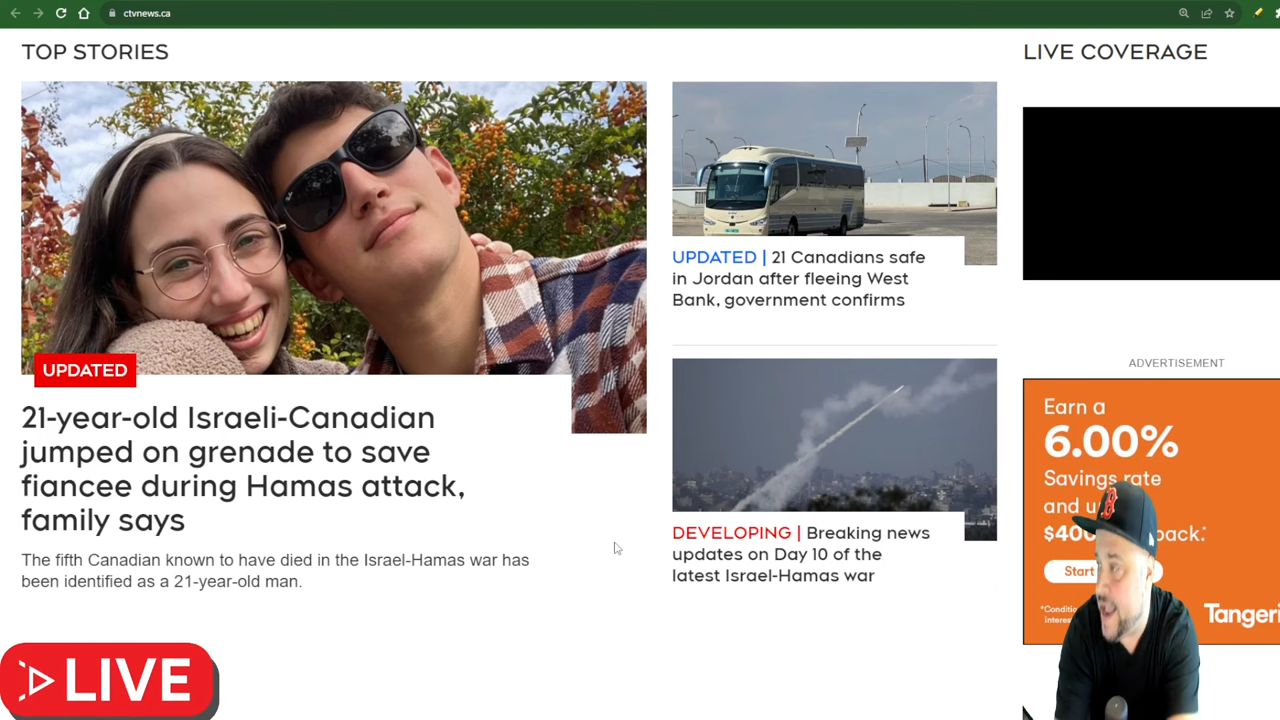 ctvnews.ca
TOP STORIES
LIVE COVERAGE
UPDATED
21-year-old Israeli-Canadian
jumped on grenade to save
fiancee during Hamas attack,
family says
The fifth Canadian known to have died in the Israel-Hamas war has
been identified as a 21-year-old man.
UPDATED | 21 Canadians safe
in Jordan after fleeing West
Bank, government confirms
DEVELOPING | Breaking news
updates on Day 10 of the
latest Israel-Hamas war
ADVERTISEMENT
Earn a
6.00%
Savings rate
and
back.*
Start
LIVE